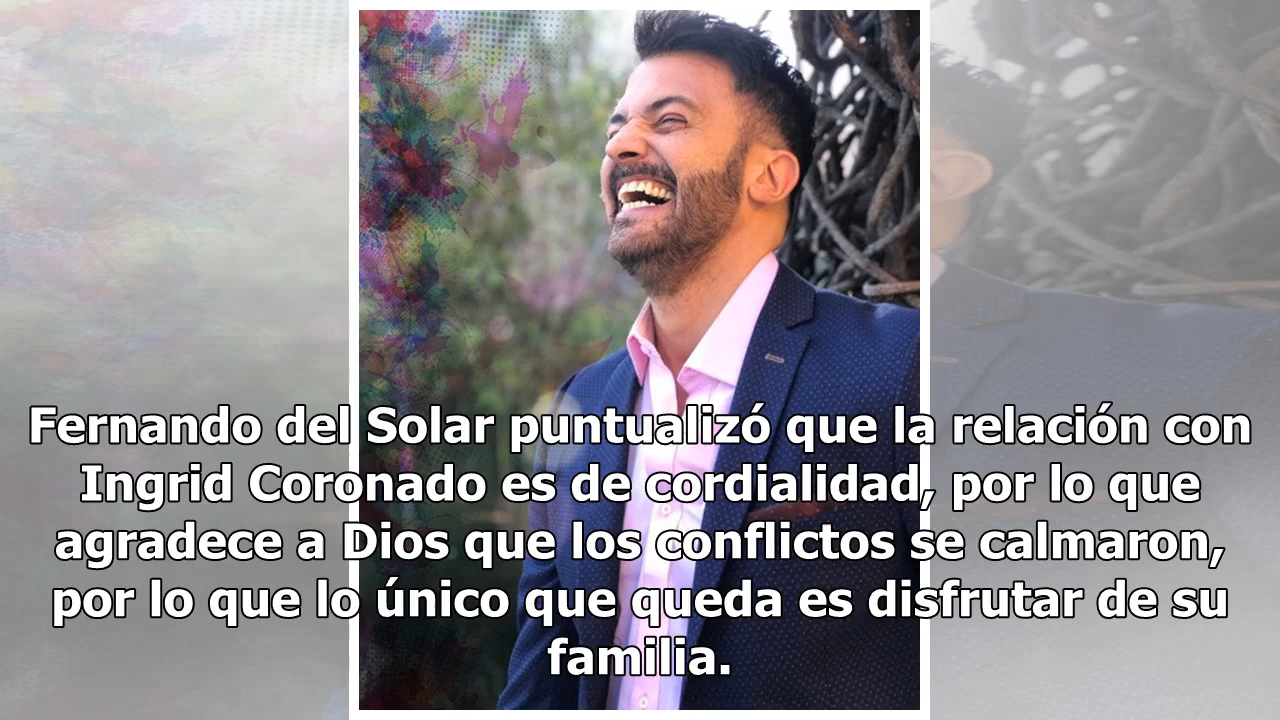 Fernando del Solar puntualizó que la relación con
Ingrid Coronado es de cordialidad, por lo que
agradece a Dios que los conflictos se calmaron,
por lo que lo único que queda es disfrutar de su
familia.